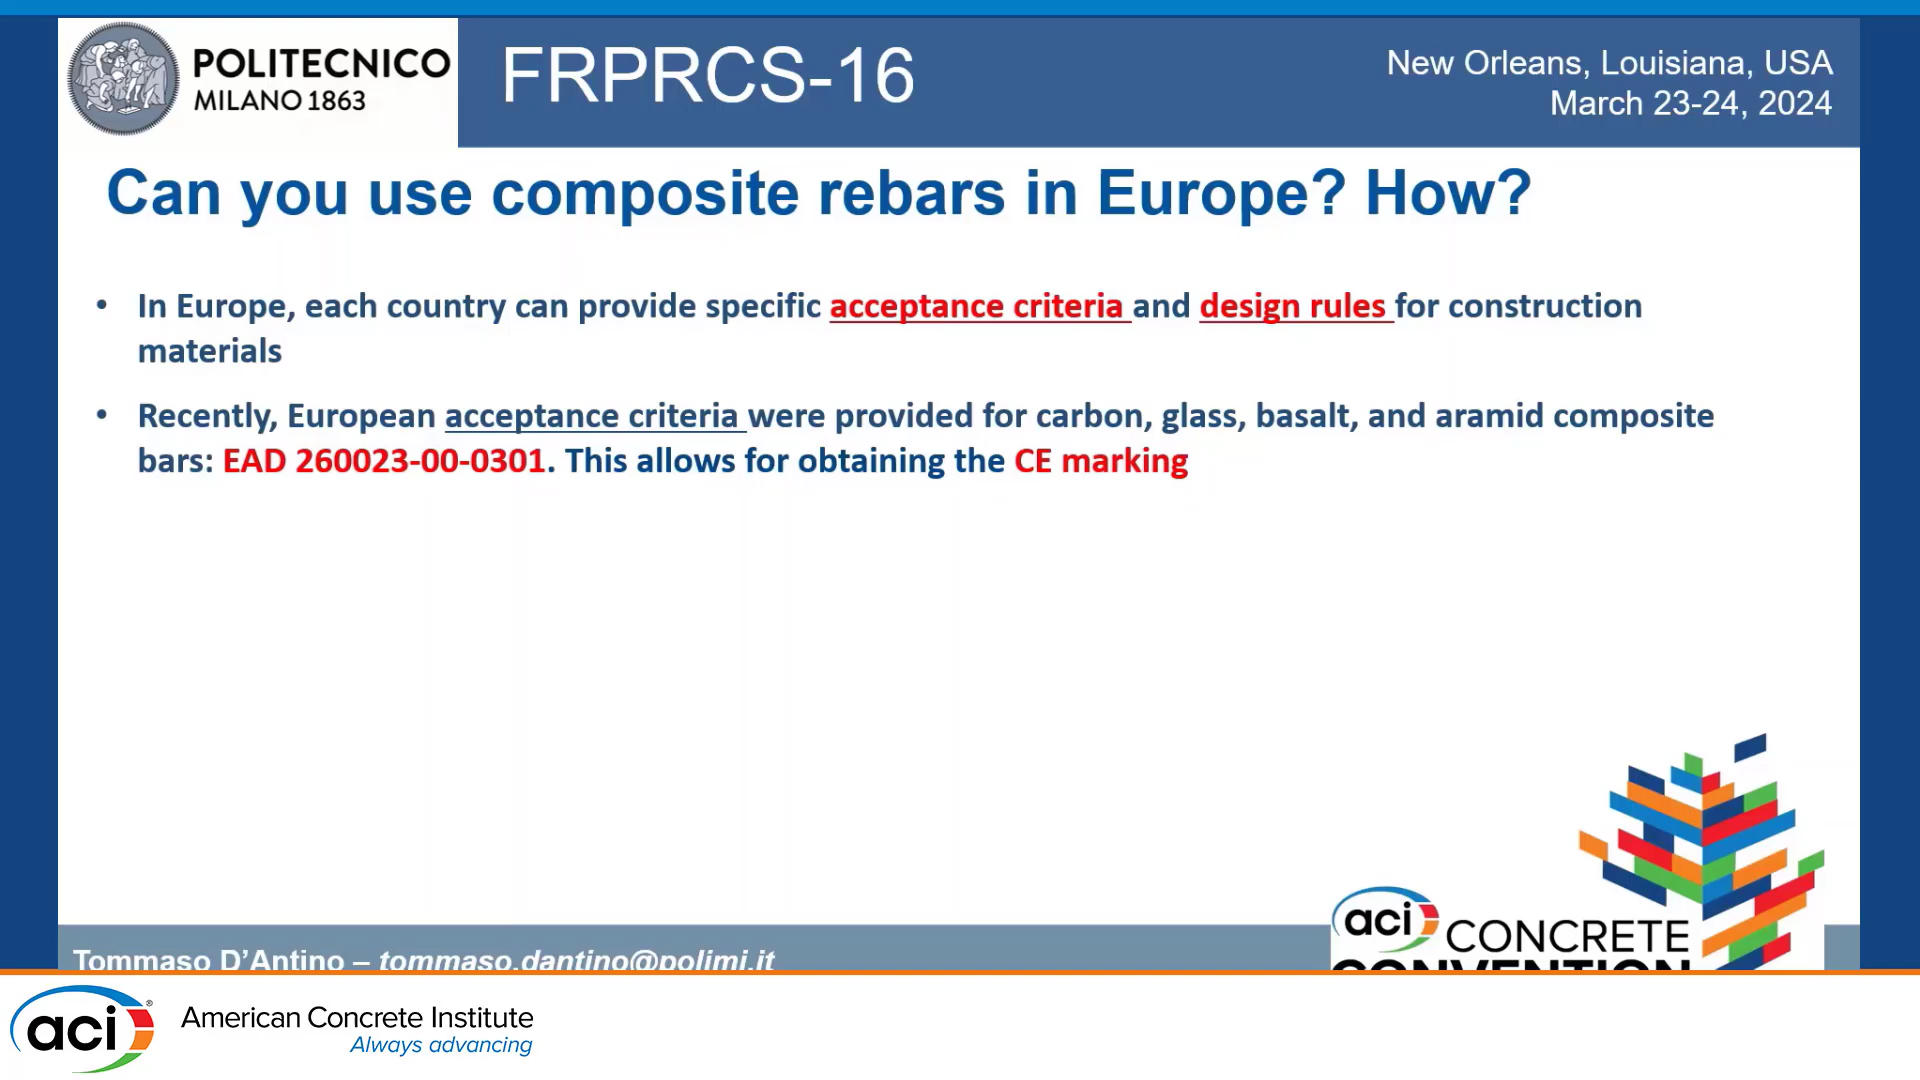 POLITECNICO
MILANO 1863
FRPRCS-16
New Orleans, Louisiana, USA
March 23-24, 2024
Can you use composite rebars in Europe? How?
• In Europe, each country can provide specific acceptance criteria and design rules for construction
materials
• Recently, European acceptance criteria were provided for carbon, glass, basalt, and aramid composite
bars: EAD 260023-00-0301. This allows for obtaining the CE marking
Tommaso D’Antino – tommaso.dantino@polimi.it
aci CONCRETE
CONVENTION
aci®
American Concrete Institute
Always advancing